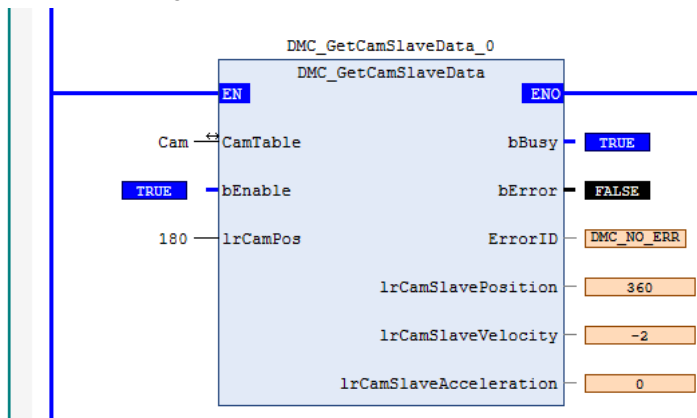 DMC_GetCamSlaveData_0
DMC_GetCamSlaveData
EN ENO
Cam CamTable bBusy TRUE
TRUE bEnable bError FALSE
180 lrCamPos ErrorID DMC_NO_ERR
lrCamSlavePosition 360
lrCamSlaveVelocity -2
lrCamSlaveAcceleration 0